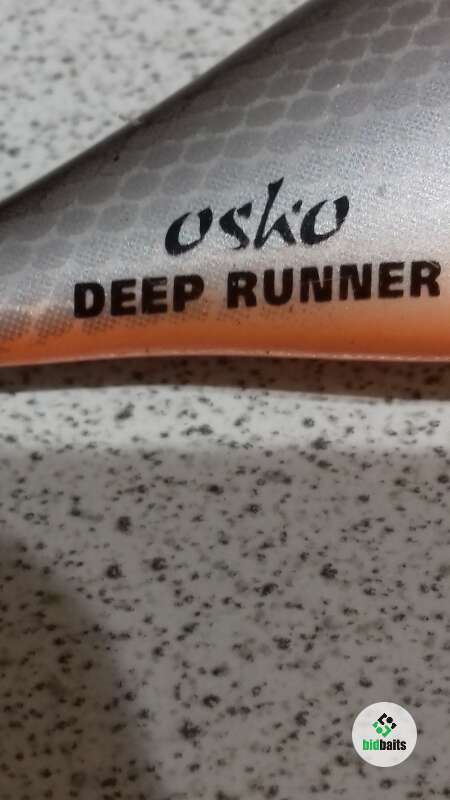 osko
DEEP RUNNER
bidbaits